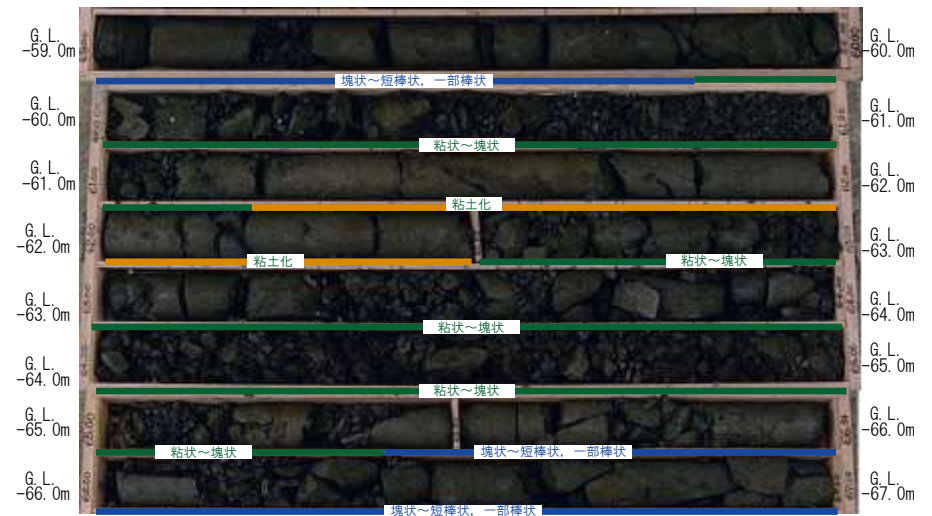 G.L. -59.0m
G.L. -60.0m
塊状～短棒状，一部棒状
G.L. -60.0m
G.L. -61.0m
粘状～塊状
G.L. -61.0m
G.L. -62.0m
粘土化
G.L. -62.0m
G.L. -63.0m
粘土化
粘状～塊状
G.L. -63.0m
G.L. -64.0m
粘状～塊状
G.L. -64.0m
G.L. -65.0m
粘状～塊状
G.L. -65.0m
G.L. -66.0m
粘状～塊状
塊状～短棒状，一部棒状
G.L. -66.0m
G.L. -67.0m
塊状～短棒状，一部棒状